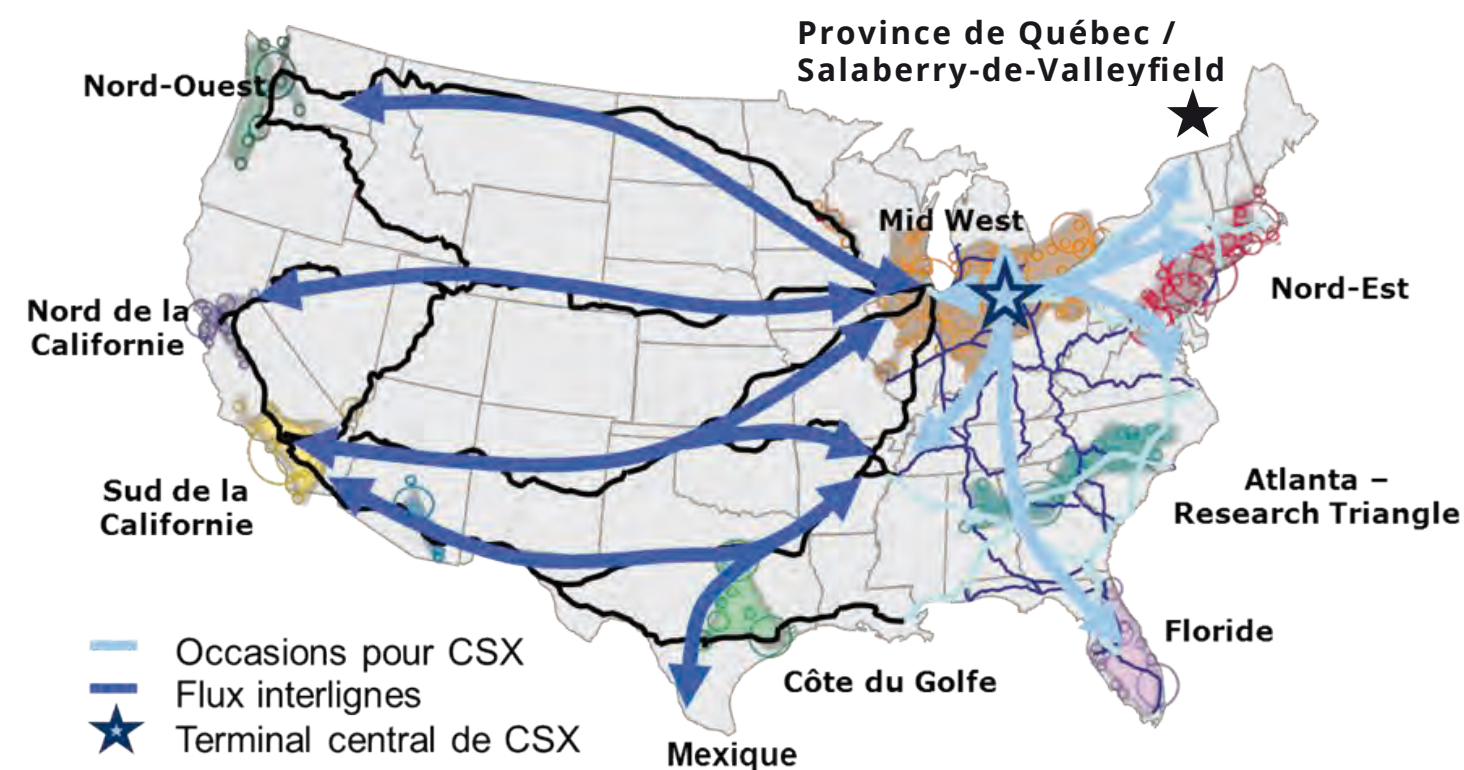 Province de Québec /
Salaberry-de-Valleyfield
Nord-Ouest
Mid West
Nord-Est
Nord de la
Californie
Sud de la
Californie
Atlanta –
Research Triangle
Floride
Côte du Golfe
Mexique
Occasions pour CSX
Flux interlignes
Terminal central de CSX